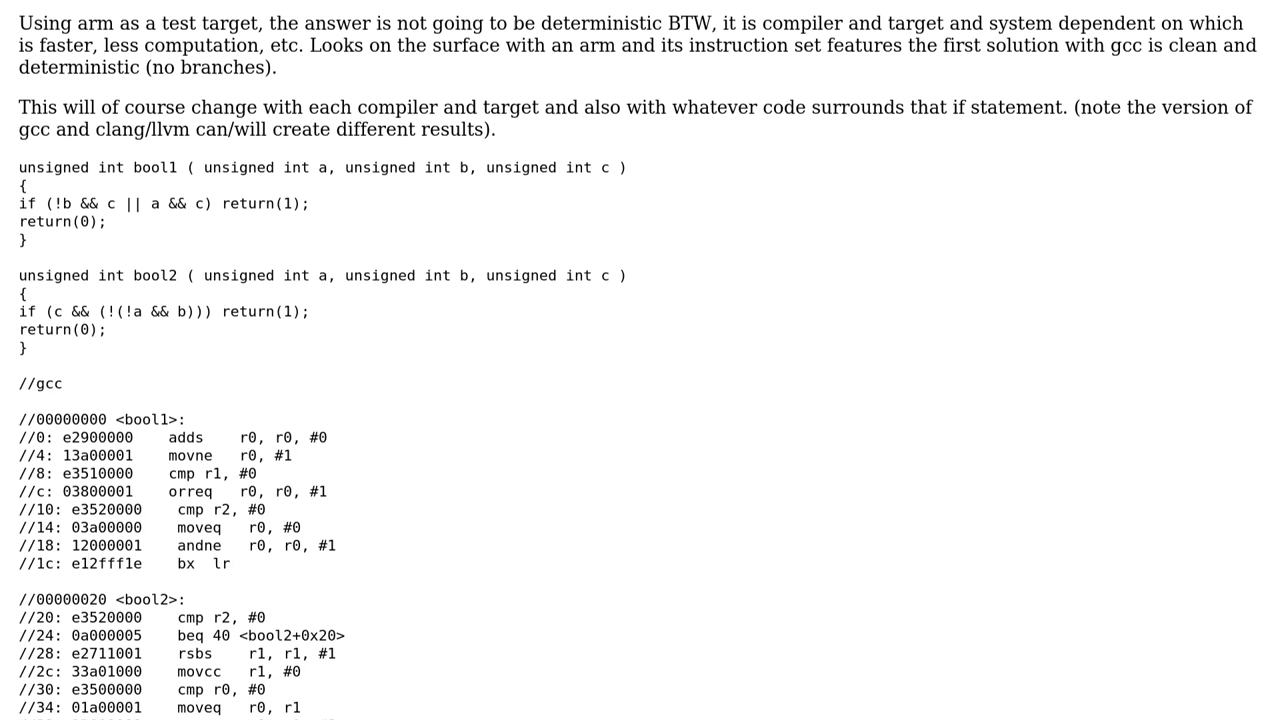 Using arm as a test target, the answer is not going to be deterministic BTW, it is compiler and target and system dependent on which
is faster, less computation, etc. Looks on the surface with an arm and its instruction set features the first solution with gcc is clean and
deterministic (no branches).
This will of course change with each compiler and target and also with whatever code surrounds that if statement. (note the version of
gcc and clang/llvm can/will create different results).
unsigned int bool1 ( unsigned int a, unsigned int b, unsigned int c )
{
if (!b && c || a && c) return(1);
return(0);
}
unsigned int bool2 ( unsigned int a, unsigned int b, unsigned int c )
{
if (c && (!(!a && b))) return(1);
return(0);
}
//gcc
//00000000 <bool1>:
//0: e2900000    adds    r0, r0, #0
//4: 13a00001    movne   r0, #1
//8: e3510000    cmp r1, #0
//c: 03800001    orreq   r0, r0, #1
//10: e3520000    cmp r2, #0
//14: 03a00000    moveq   r0, #0
//18: 12000001    andne   r0, r0, #1
//1c: e12fff1e    bx  lr
//00000020 <bool2>:
//20: e3520000    cmp r2, #0
//24: 0a000005    beq 40 <bool2+0x20>
//28: e2711001    rsbs    r1, r1, #1
//2c: 33a01000    movcc   r1, #0
//30: e3500000    cmp r0, #0
//34: 01a00001    moveq   r0, r1